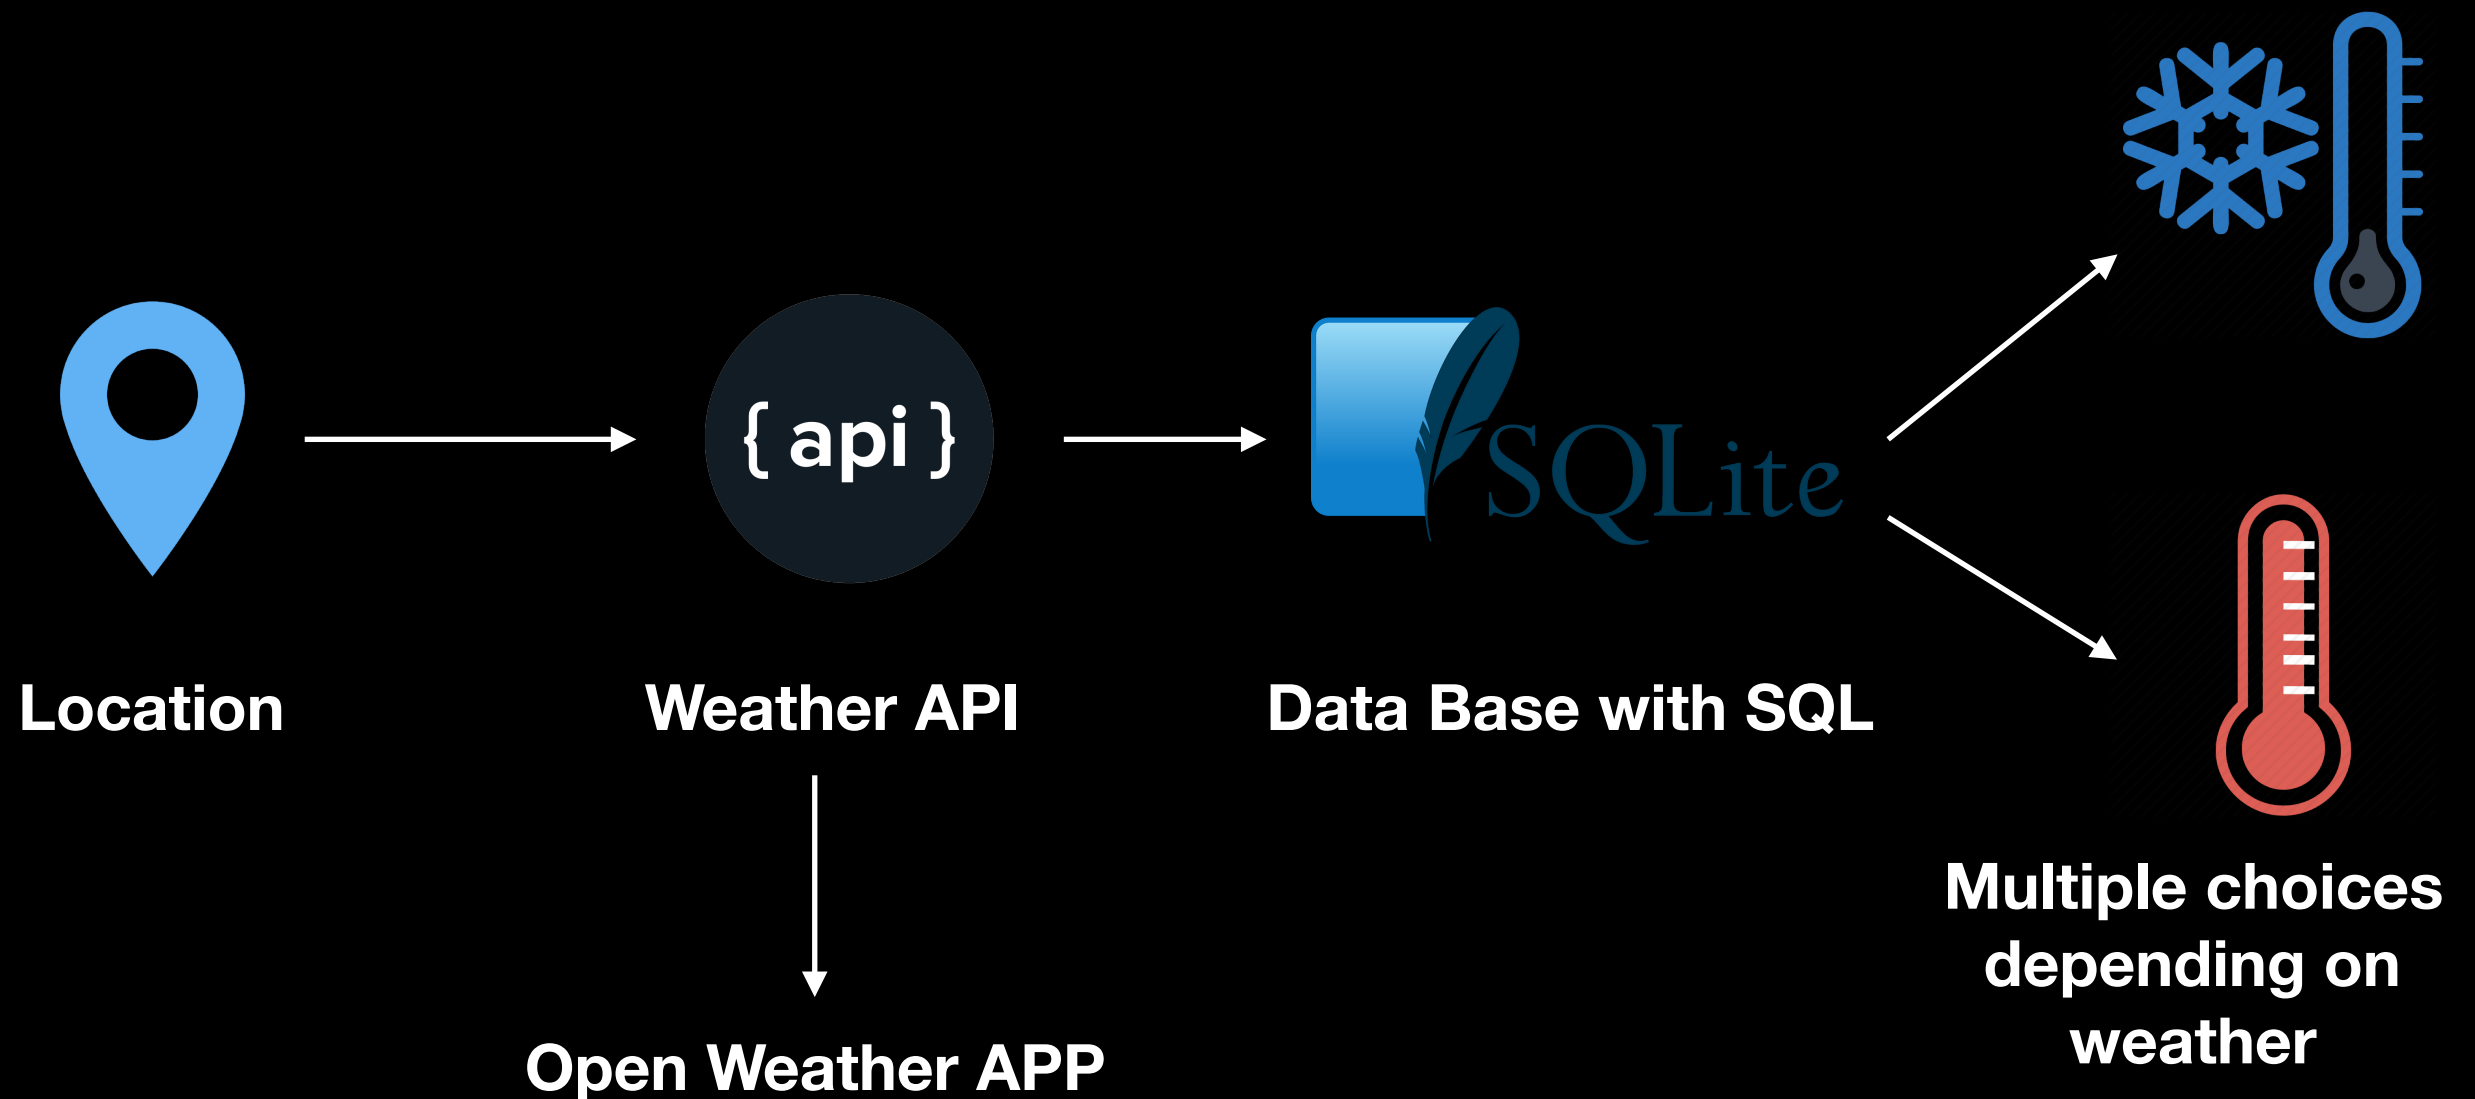 { api }
SQLite
Location
Weather API
Data Base with SQL
Open Weather APP
Multiple choices
depending on
weather